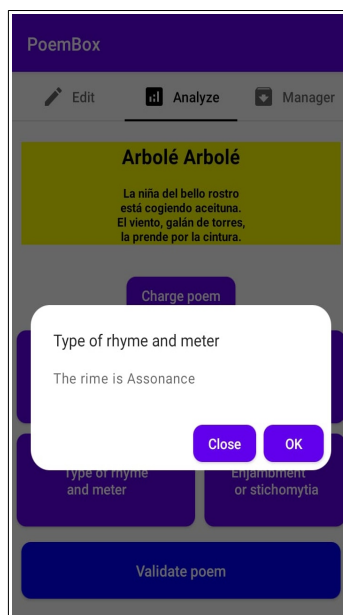 PoemBox
Edit
Analyze
Manager
Arbolé Arbolé
La niña del bello rostro
está cogiendo aceituna.
El viento, galán de torres,
la prende por la cintura.
Charge poem
Type of rhyme and meter
The rime is Assonance
Close
OK
Type of rhyme
and meter
Enjambment
or stichomytia
Validate poem